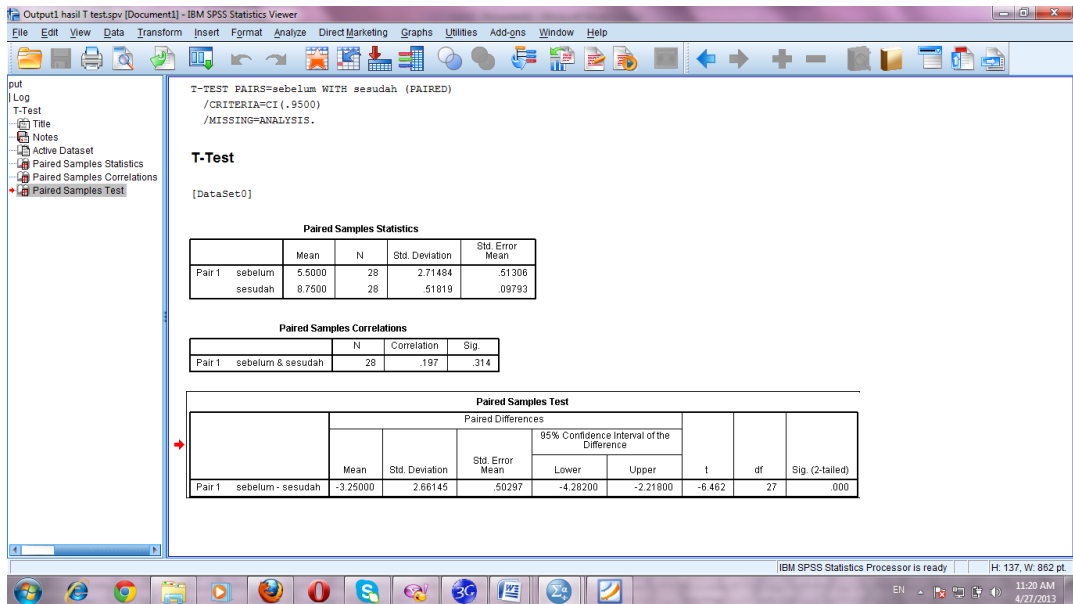 Output1 hasil T test.spv [Document1] - IBM SPSS Statistics Viewer
File Edit View Data Transform Insert Format Analyze Direct Marketing Graphs Utilities Add-ons Window Help
put
Log
T-Test
Title
Notes
Active Dataset
Paired Samples Statistics
Paired Samples Correlations
Paired Samples Test
T-TEST PAIRS=sebelum WITH sesudah (PAIRED)
/CRITERIA=CI(.9500)
/MISSING=ANALYSIS.
T-Test
[DataSet0]
Paired Samples Statistics
Mean N Std. Deviation Std. Error Mean
Pair 1 sebelum 5.5000 28 2.71484 .51306
sesudah 8.7500 28 .51819 .09793
Paired Samples Correlations
N Correlation Sig.
Pair 1 sebelum & sesudah 28 .197 .314
Paired Samples Test
Paired Differences
95% Confidence Interval of the Difference
Mean Std. Deviation Std. Error Mean Lower Upper t df Sig. (2-tailed)
Pair 1 sebelum - sesudah -3.25000 2.66145 .50297 -4.28200 -2.21800 -6.462 27 .000
IBM SPSS Statistics Processor is ready H: 137, W: 862 pt.
3G
EN
11:20 AM
4/27/2013